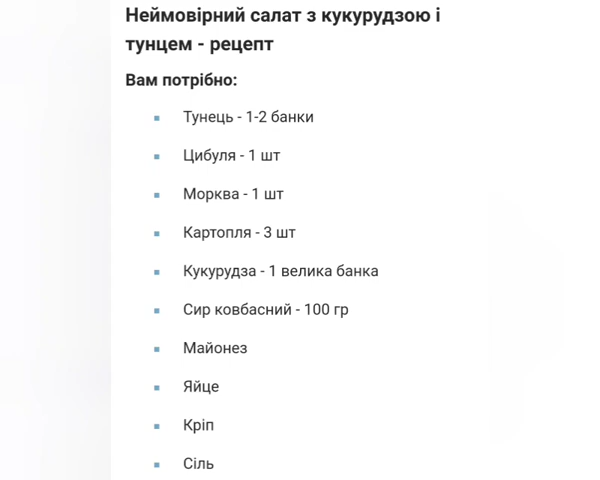 Неймовірний салат з кукурудзою і
тунцем - рецепт
Вам потрібно:
Тунець - 1-2 банки
Цибуля - 1 шт
Морква - 1 шт
Картопля - 3 шт
Кукурудза - 1 велика банка
Сир ковбасний - 100 гр
Майонез
Яйце
Кріп
Сіль